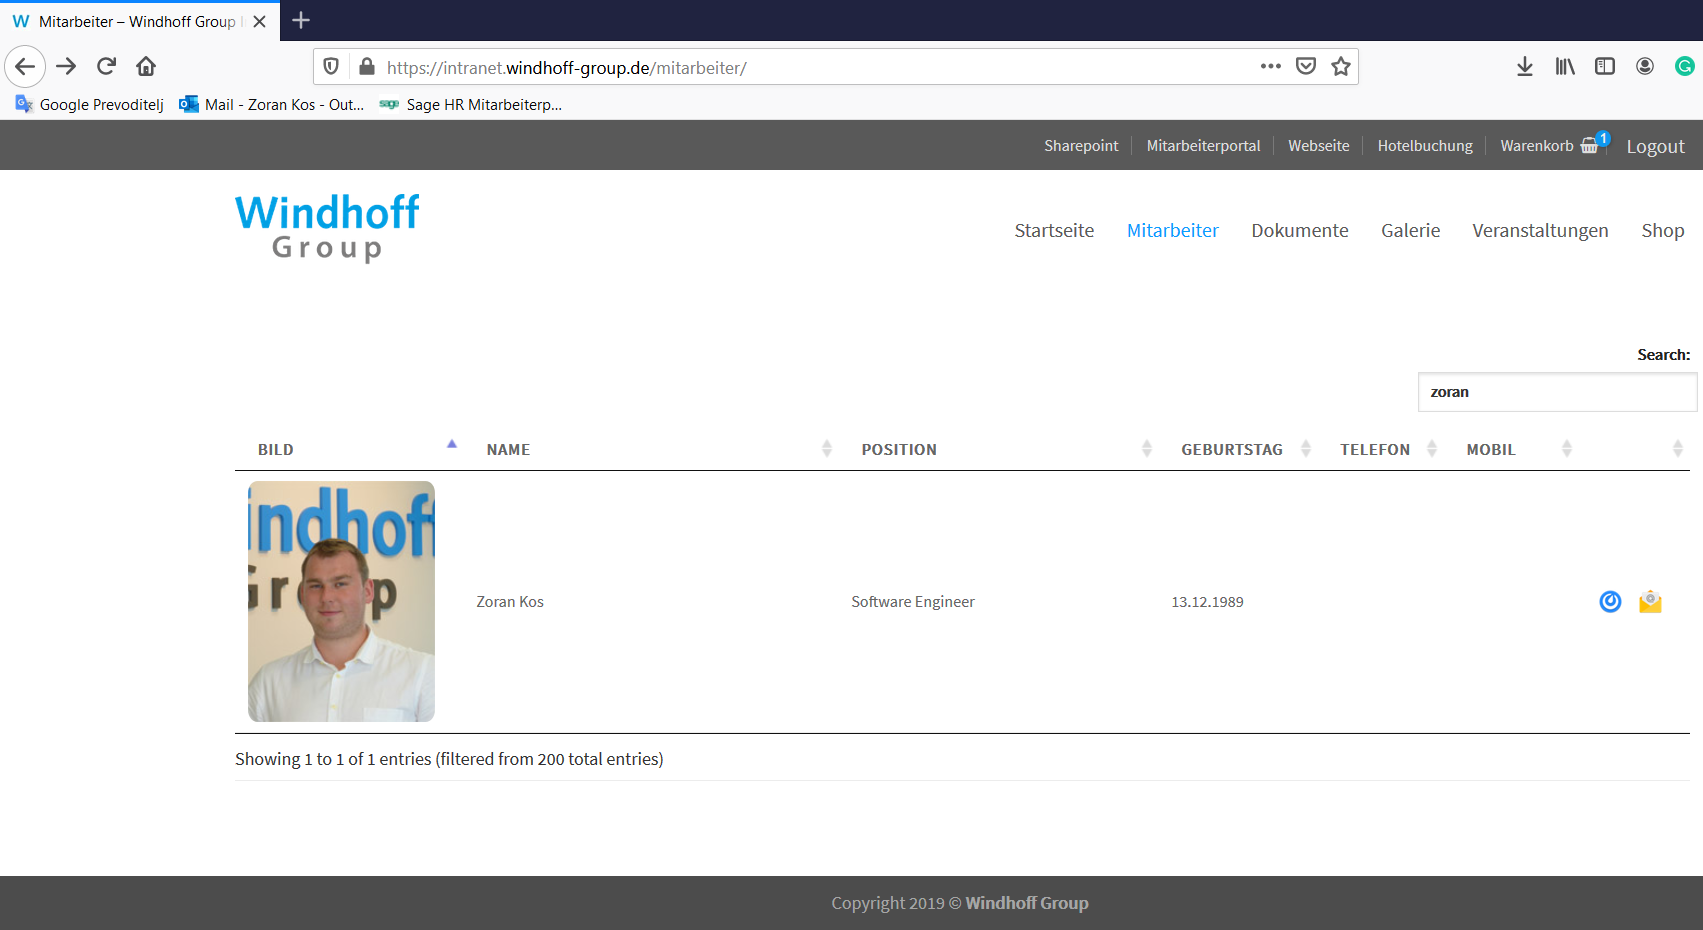 Mitarbeiter – Windhoff Group
https://intranet.windhoff-group.de/mitarbeiter/
Google Prevoditelj
Mail - Zoran Kos - Out...
Sage HR Mitarbeiterp...
Sharepoint
Mitarbeiterportal
Webseite
Hotelbuchung
Warenkorb
1
Logout
Windhoff
Group
Startseite
Mitarbeiter
Dokumente
Galerie
Veranstaltungen
Shop
Search:
zoran
BILD
NAME
POSITION
GEBURTSTAG
TELEFON
MOBIL
indhof
Gr p
Zoran Kos
Software Engineer
13.12.1989
Showing 1 to 1 of 1 entries (filtered from 200 total entries)
Copyright 2019 © Windhoff Group